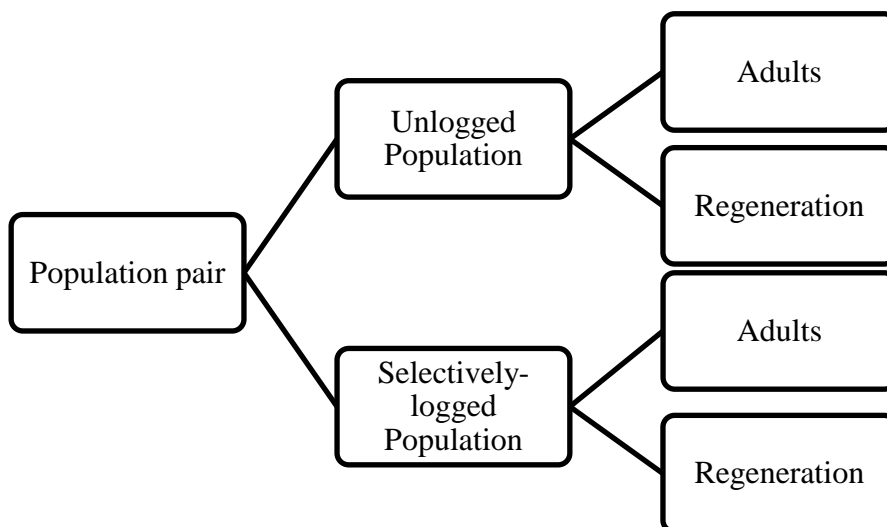 Population pair
Unlogged
Population
Adults
Regeneration
Selectively-
logged
Population
Adults
Regeneration